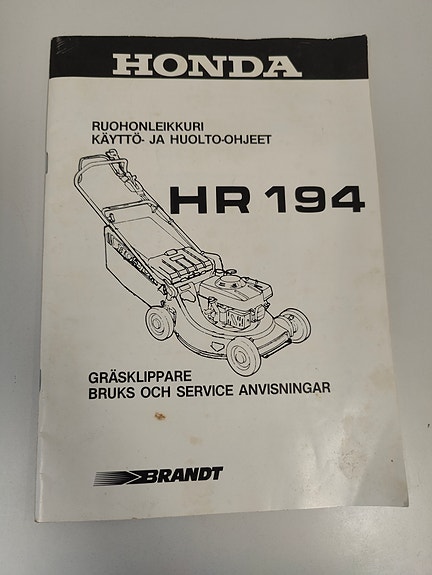 HONDA
RUOHONLEIKKURI
KÄYTTÖ- JA HUOLTO-OHJEET
HR 194
GRÄSKLIPPARE
BRUKS OCH SERVICE ANVISNINGAR
BRANDT